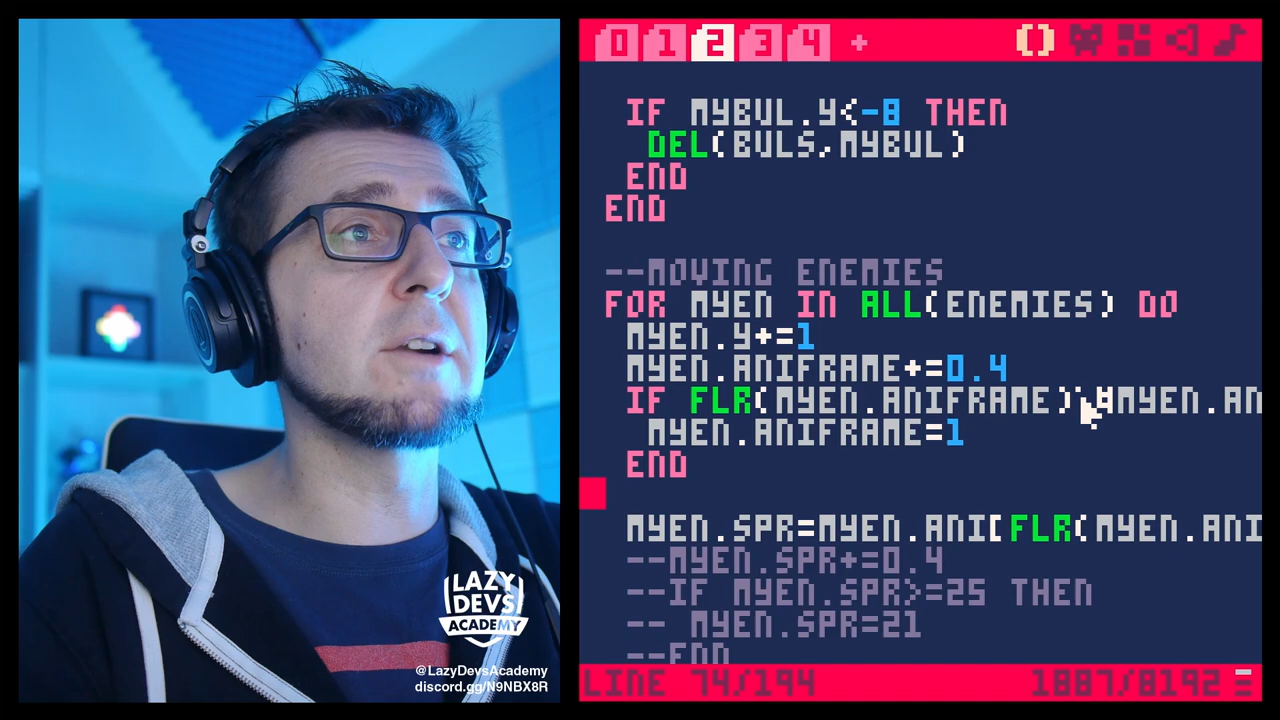 LAZY
DEVS
ACADEMY
@LazyDevsAcademy
discord.gg/N9NBX8R
0 1 2 3 4 +
IF MYBUL.Y<-8 THEN
DEL(BULS,MYBUL)
END
END
--MOVING ENEMIES
FOR MYEN IN ALL(ENEMIES) DO
MYEN.Y+=1
MYEN.ANIFRAME+=0.4
IF FLR(MYEN.ANIFRAME) MYEN.AN
MYEN.ANIFRAME=1
END
MYEN.SPR=MYEN.ANI[FLR(MYEN.ANI
--MYEN.SPR+=0.4
--IF MYEN.SPR>=25 THEN
-- MYEN.SPR=21
--END
LINE 74/194
1887/8192